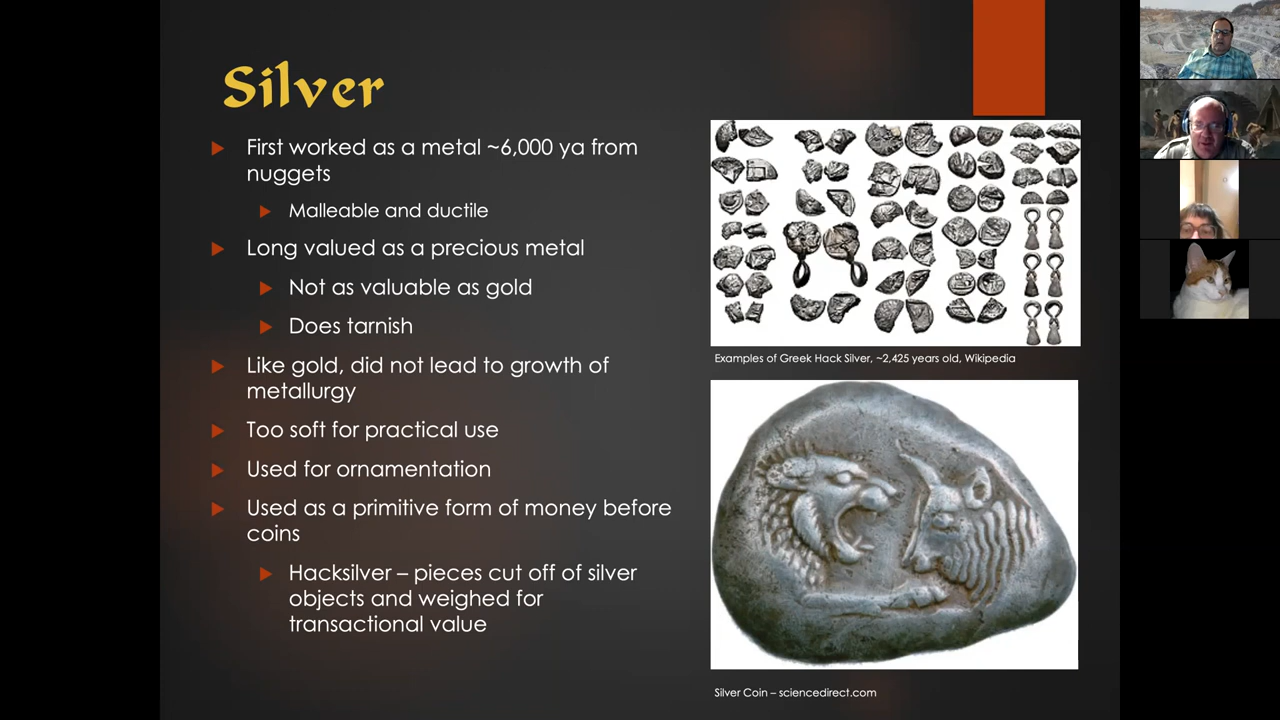 Silver
First worked as a metal ~6,000 ya from
nuggets
Malleable and ductile
Long valued as a precious metal
Not as valuable as gold
Does tarnish
Like gold, did not lead to growth of
metallurgy
Too soft for practical use
Used for ornamentation
Used as a primitive form of money before
coins
Hacksilver – pieces cut off of silver
objects and weighed for
transactional value
Examples of Greek Hack Silver, ~2,425 years old, Wikipedia
Silver Coin – sciencedirect.com